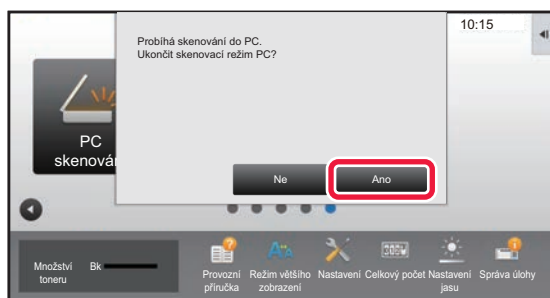 10:15
Probíhá skenování do PC.
Ukončit skenovací režim PC?
PC
skenová
Ne
Ano
Množství
toneru
Bk
Provozní
příručka
Režim většího
zobrazení
Nastavení
Celkový počet
Nastavení
jasu
Správa úlohy